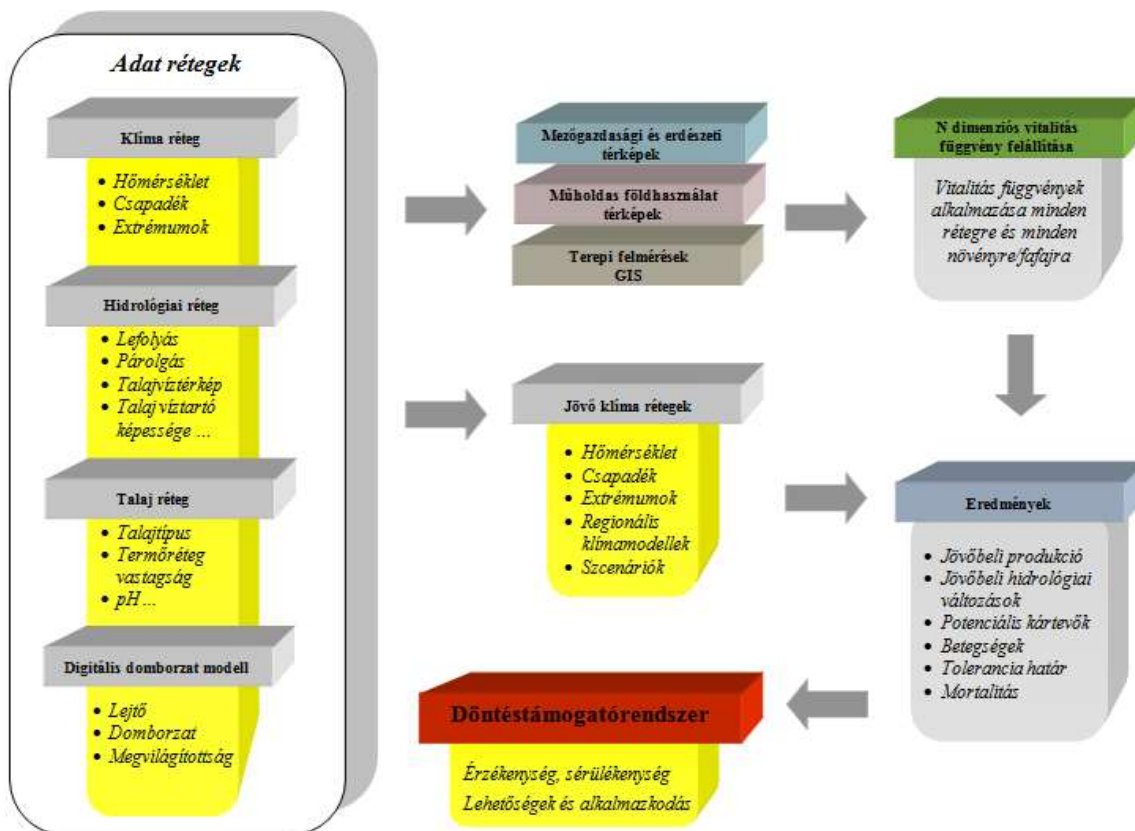 Adat rétegek
Klíma réteg
• Hőmérséklet
• Csapadék
• Extrémumok
Hidrológiai réteg
• Lefolyás
• Párolgás
• Talajvíztérkép
• Talaj víztartó
képessége ...
Talaj réteg
• Talajtípus
• Termőréteg
vastagság
• pH ...
Digitális domborzat modell
• Lejtő
• Domborzat
• Megvilágítottság
Mezőgazdasági és erdészeti
térképek
Műholdas földhasználat
térképek
Terepi felmérések
GIS
N dimenziós vitalitás
függvény felállítása
Vitalitás függvények
alkalmazása minden
rétegre és minden
növényre/fafajra
Jövő klíma rétegek
• Hőmérséklet
• Csapadék
• Extrémumok
• Regionális
klímamodellek
• Szcenáriók
Eredmények
• Jövőbeli produkció
• Jövőbeli hidrológiai
változások
• Potenciális kártevők
• Betegségek
• Tolerancia határ
• Mortalitás
Döntéstámogatórendszer
Érzékenység, sérülékenység
Lehetőségek és alkalmazkodás